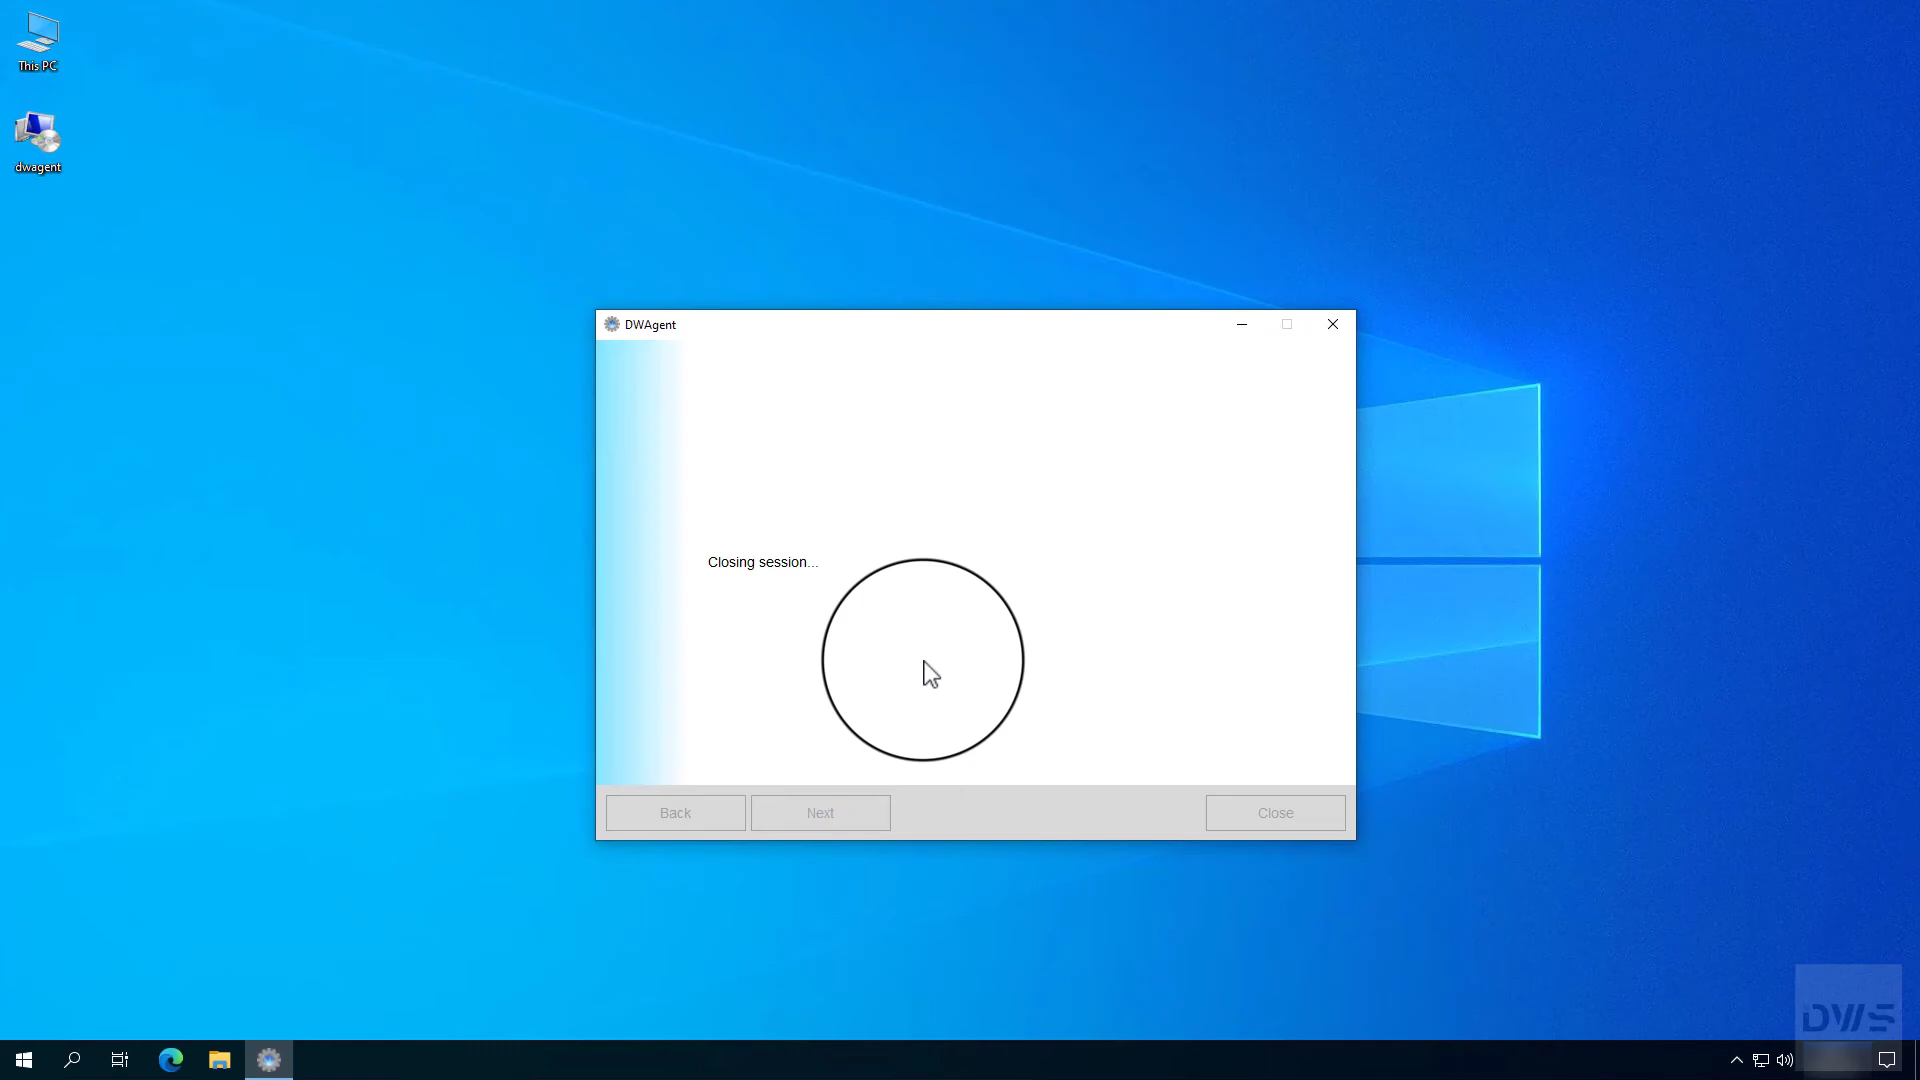 This PC
dwagent
DWAgent
Closing session...
Back
Next
Close
DWS